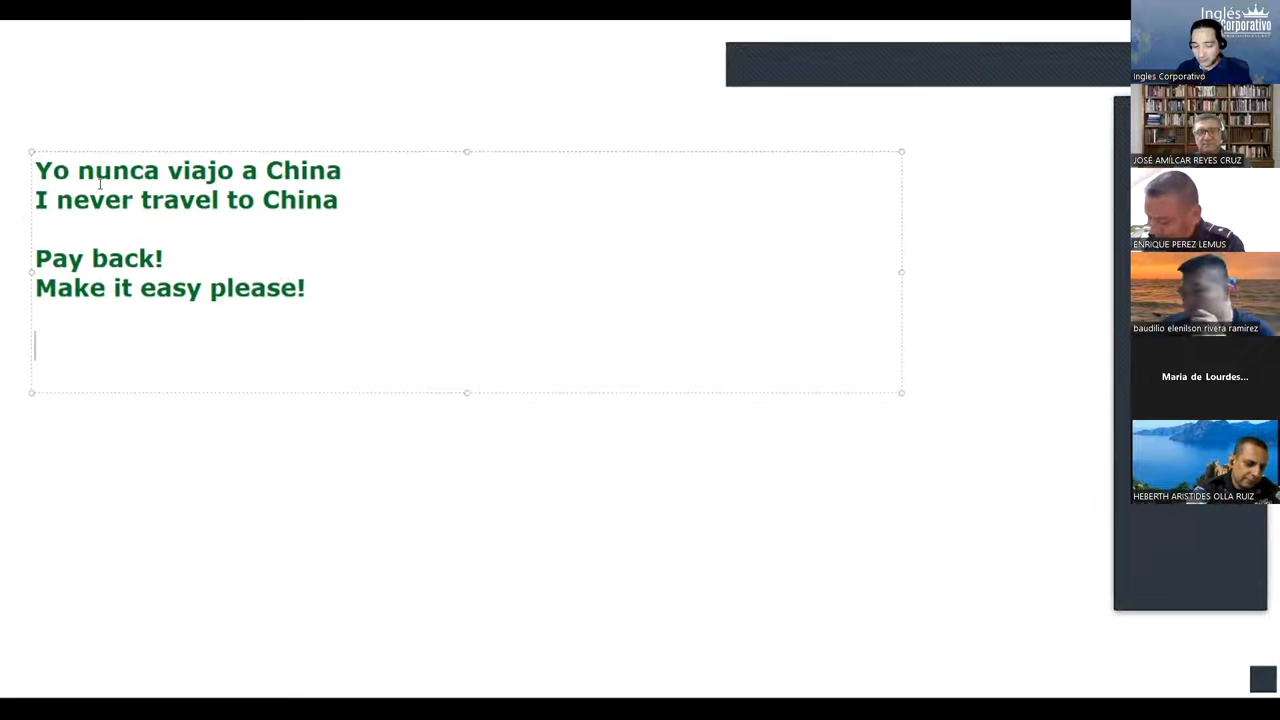 Yo nunca viajo a China
I never travel to China
Pay back!
Make it easy please!
Inglés
Corporativo
Ingles Corporativo
JOSÉ AMÍLCAR REYES CRUZ
ENRIQUE PEREZ LEMUS
baudilio elenilson rivera ramirez
Maria de Lourdes...
HEBERTH ARISTIDES OLLA RUIZ